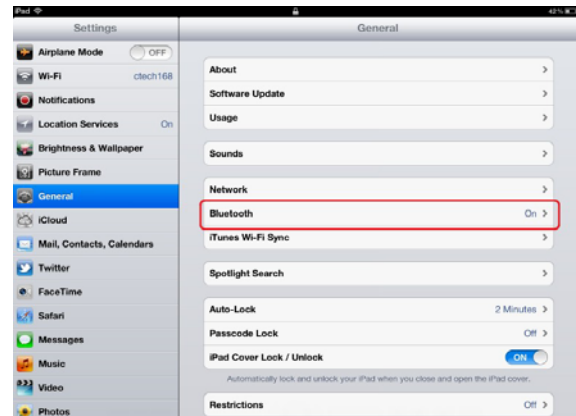 iPad 42%
Settings General
Airplane Mode OFF
Wi-Fi ctech168
Notifications
Location Services On
Brightness & Wallpaper
Picture Frame
General
iCloud
Mail, Contacts, Calendars
Twitter
FaceTime
Safari
Messages
Music
Video
Photos
About
Software Update
Usage
Sounds
Network
Bluetooth On
iTunes Wi-Fi Sync
Spotlight Search
Auto-Lock 2 Minutes
Passcode Lock Off
iPad Cover Lock / Unlock ON
Automatically lock and unlock your iPad when you close and open the iPad cover.
Restrictions Off